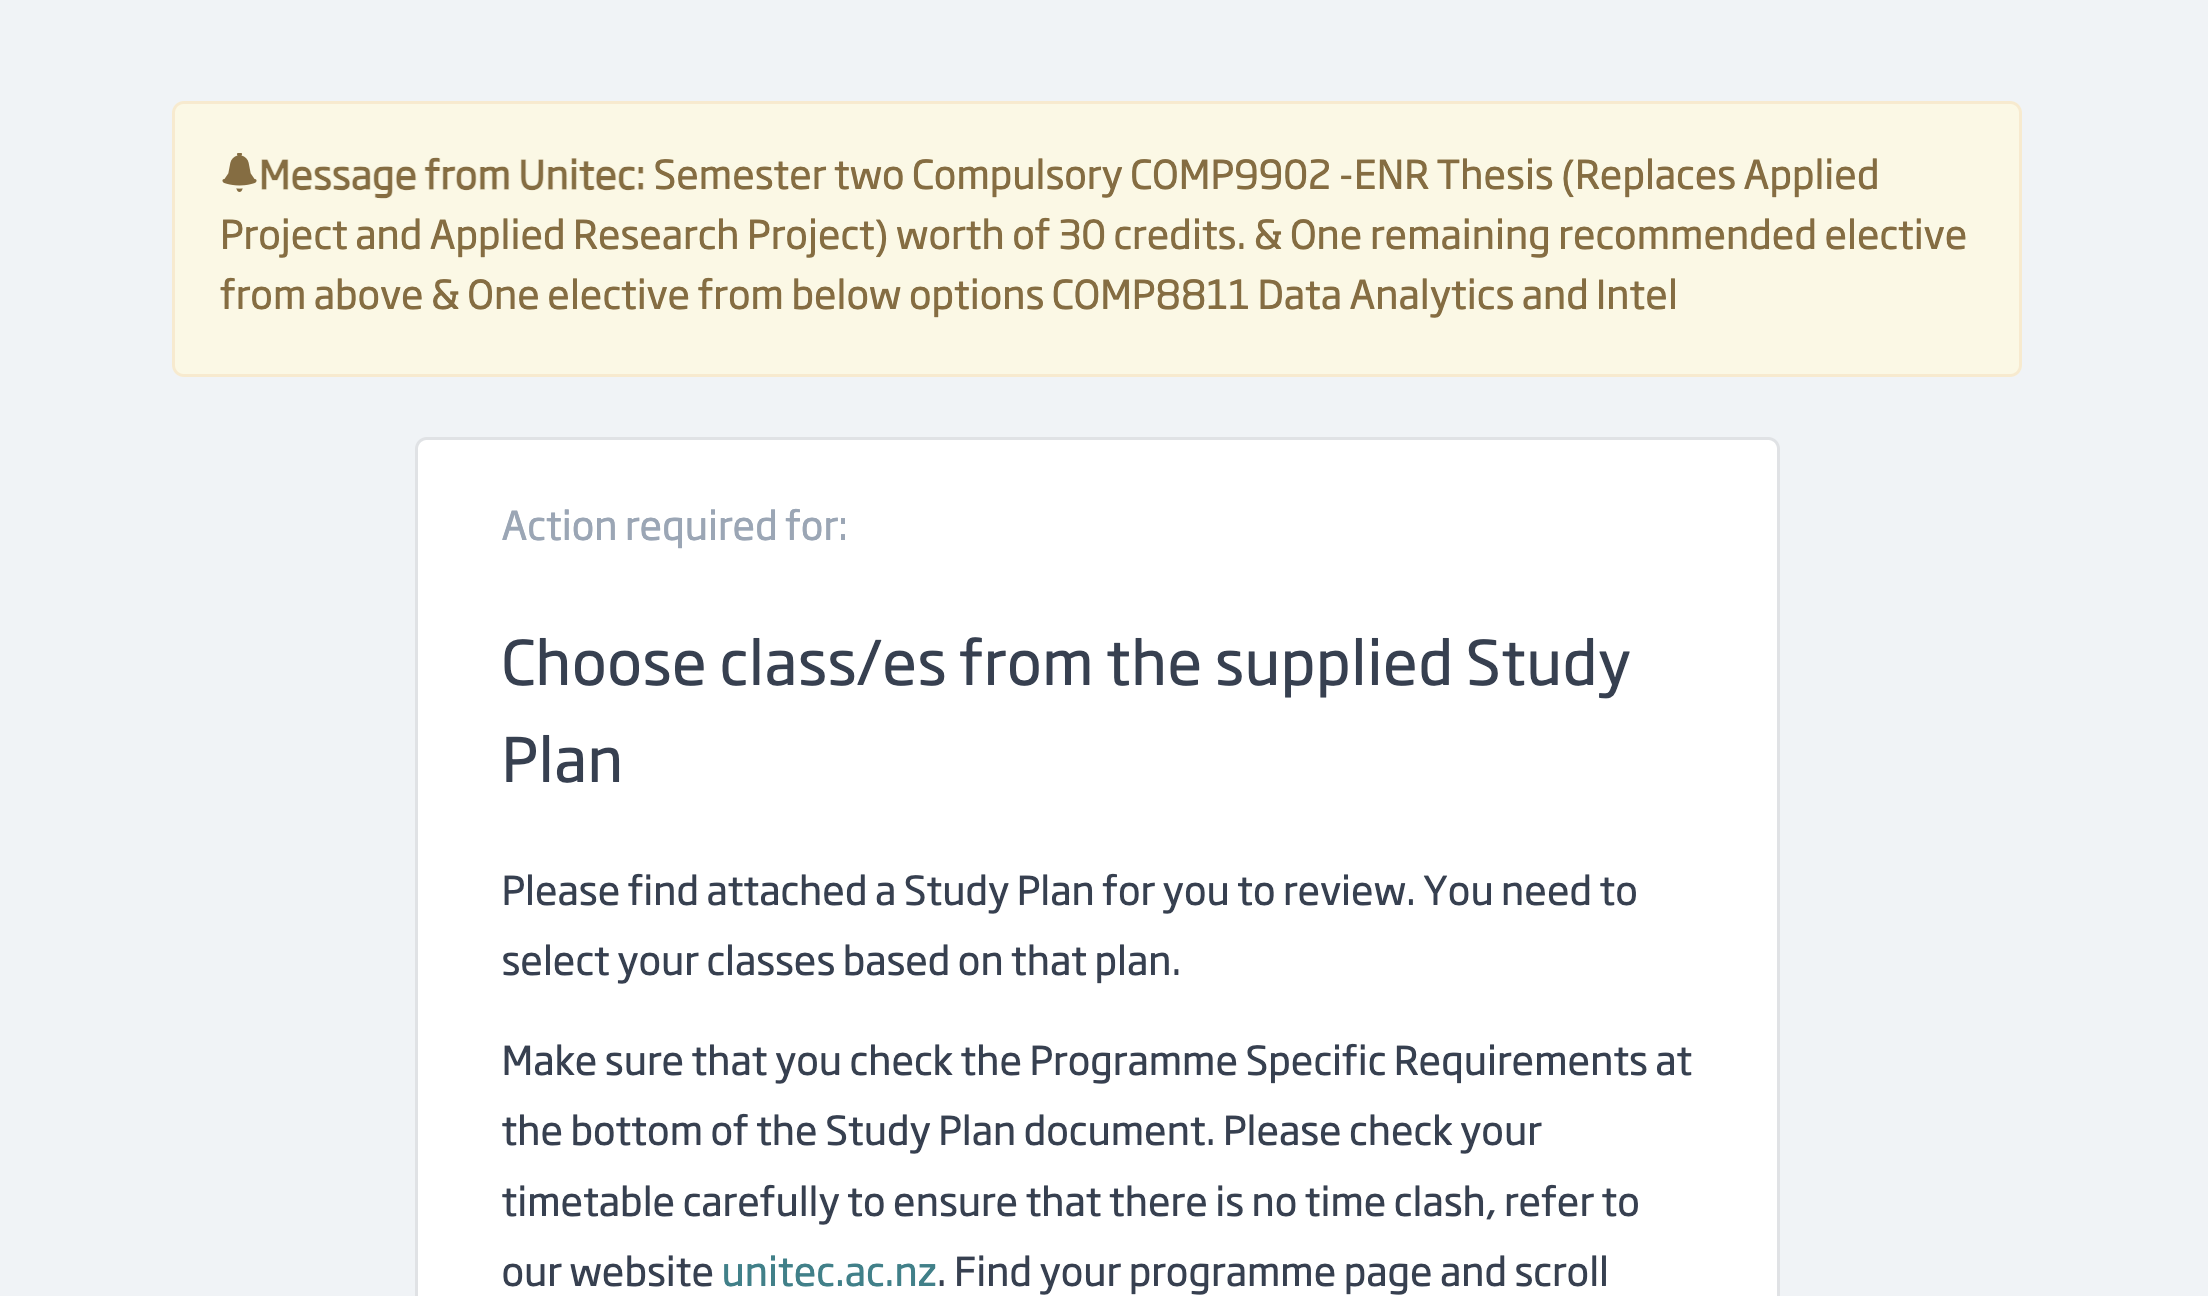 Message from Unitec: Semester two Compulsory COMP9902 -ENR Thesis (Replaces Applied
Project and Applied Research Project) worth of 30 credits. & One remaining recommended elective
from above & One elective from below options COMP8811 Data Analytics and Intel
Action required for:
Choose class/es from the supplied Study
Plan
Please find attached a Study Plan for you to review. You need to
select your classes based on that plan.
Make sure that you check the Programme Specific Requirements at
the bottom of the Study Plan document. Please check your
timetable carefully to ensure that there is no time clash, refer to
our website unitec.ac.nz. Find your programme page and scroll